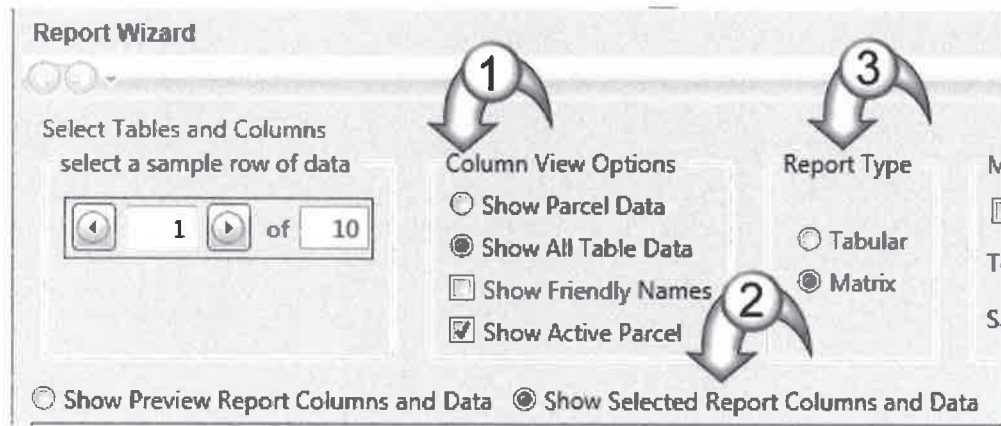 Report Wizard
1
3
Select Tables and Columns
select a sample row of data
1 of 10
Column View Options
Show Parcel Data
Show All Table Data
Show Friendly Names
Show Active Parcel
2
Report Type
Tabular
Matrix
Show Preview Report Columns and Data
Show Selected Report Columns and Data